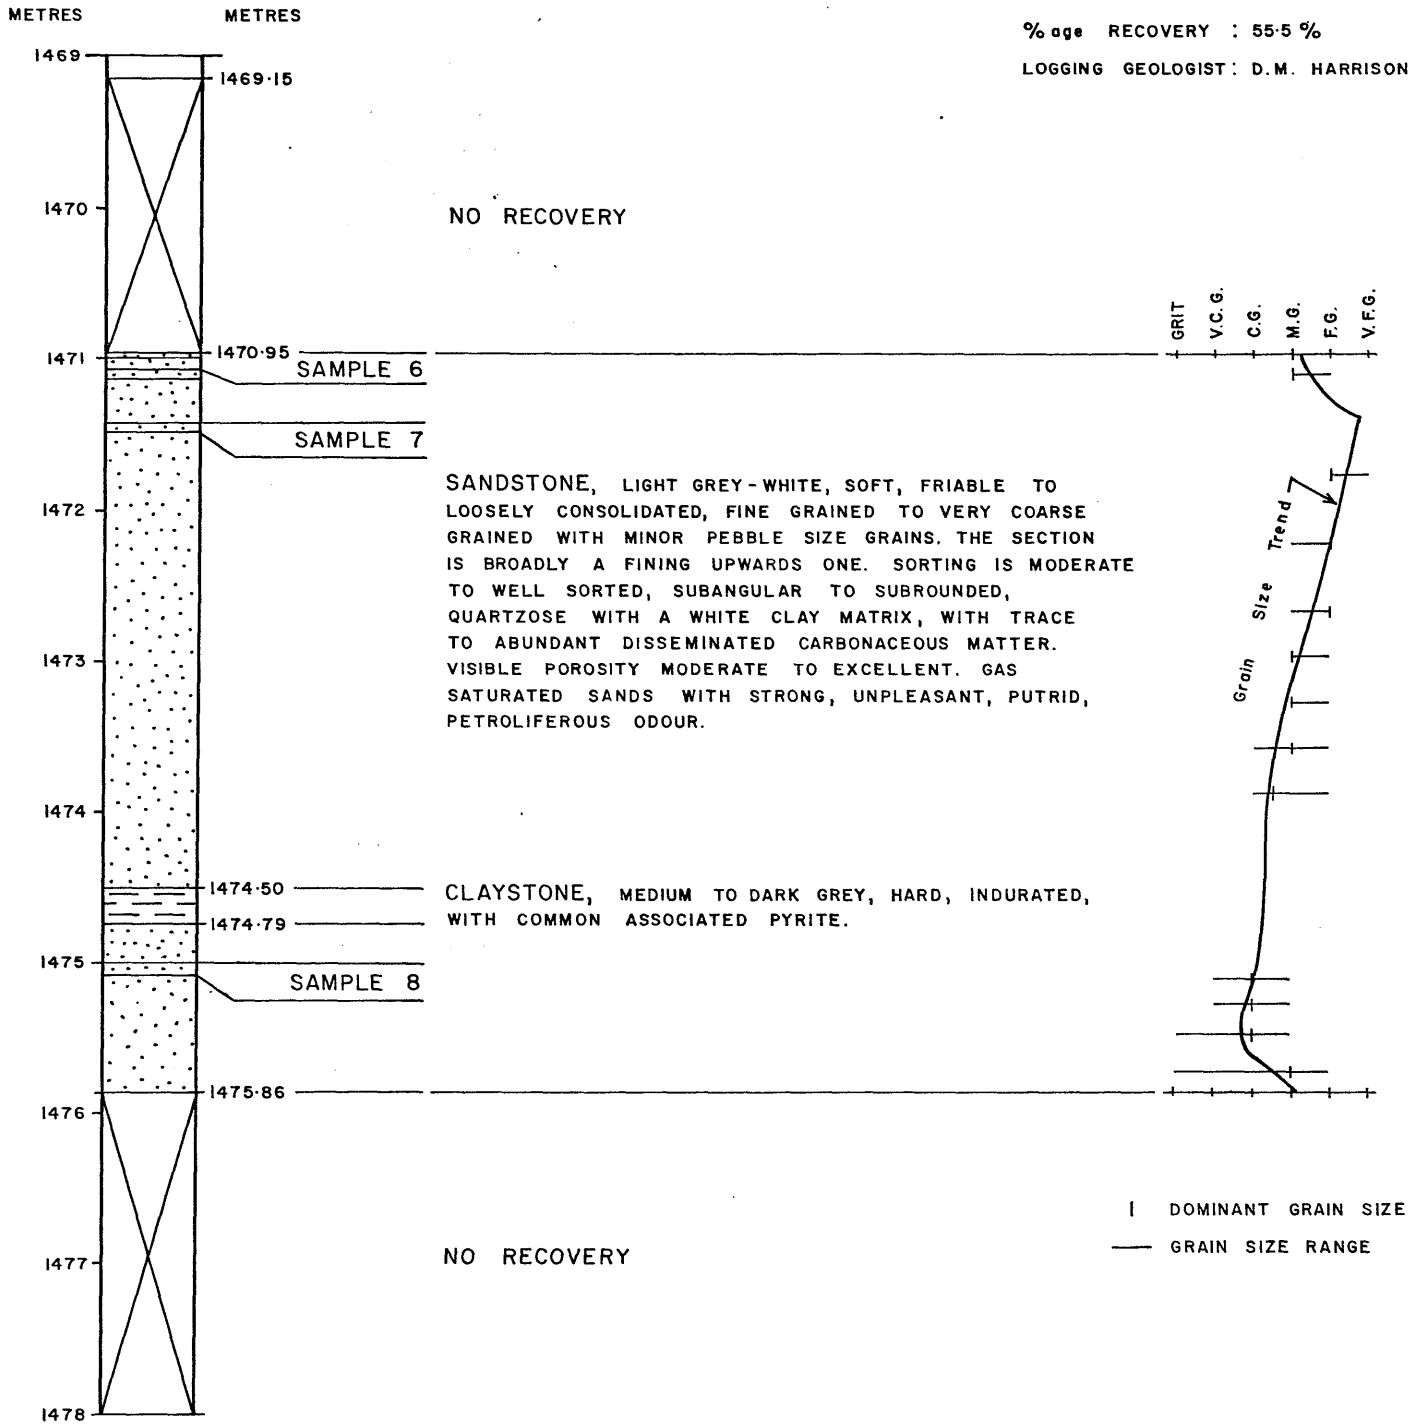 METRES METRES
% age RECOVERY : 55·5 %
LOGGING GEOLOGIST : D.M. HARRISON
1469
1469·15
1470
NO RECOVERY
GRIT
V.C.G.
C.G.
M.G.
F.G.
V.F.G.
1470·95
1471
SAMPLE 6
SAMPLE 7
SANDSTONE, LIGHT GREY-WHITE, SOFT, FRIABLE TO
LOOSELY CONSOLIDATED, FINE GRAINED TO VERY COARSE
GRAINED WITH MINOR PEBBLE SIZE GRAINS. THE SECTION
IS BROADLY A FINING UPWARDS ONE. SORTING IS MODERATE
TO WELL SORTED, SUBANGULAR TO SUBROUNDED,
QUARTZOSE WITH A WHITE CLAY MATRIX, WITH TRACE
TO ABUNDANT DISSEMINATED CARBONACEOUS MATTER.
VISIBLE POROSITY MODERATE TO EXCELLENT. GAS
SATURATED SANDS WITH STRONG, UNPLEASANT, PUTRID,
PETROLIFEROUS ODOUR.
Grain Size Trend
1472
1473
1474
1474·50
CLAYSTONE, MEDIUM TO DARK GREY, HARD, INDURATED,
WITH COMMON ASSOCIATED PYRITE.
1474·79
1475
SAMPLE 8
1475·86
1476
DOMINANT GRAIN SIZE
GRAIN SIZE RANGE
1477
NO RECOVERY
1478